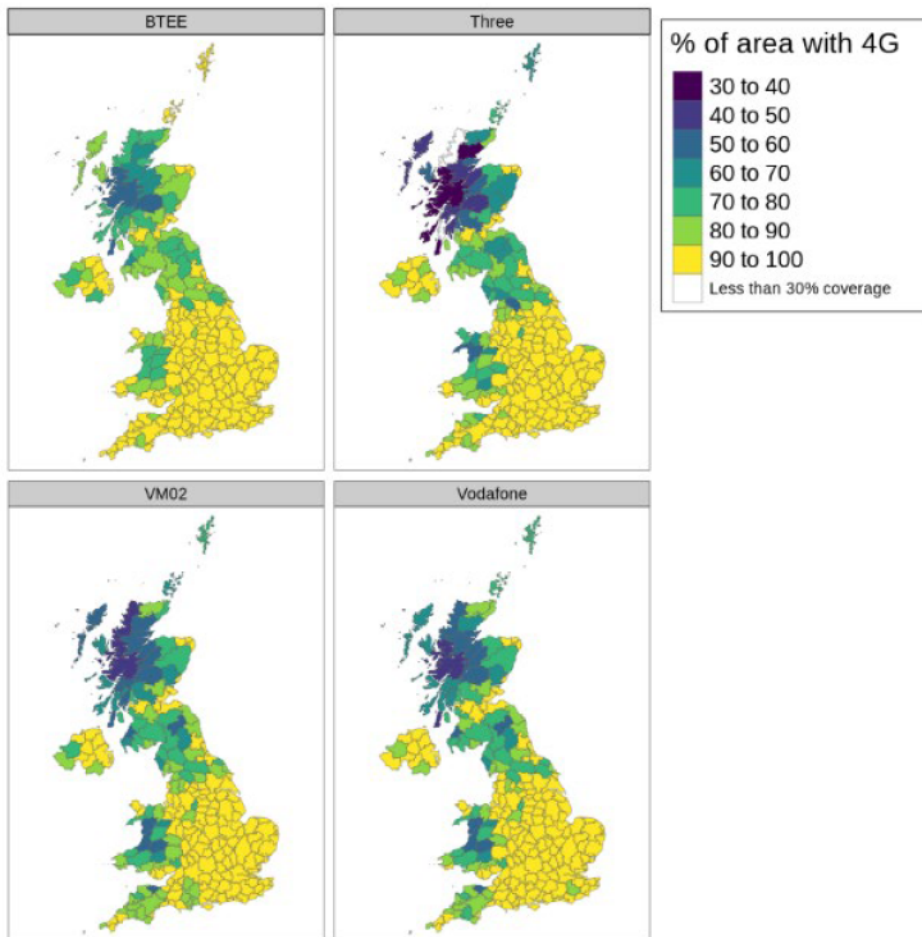 BTEE
Three
% of area with 4G
30 to 40
40 to 50
50 to 60
60 to 70
70 to 80
80 to 90
90 to 100
Less than 30% coverage
VM02
Vodafone